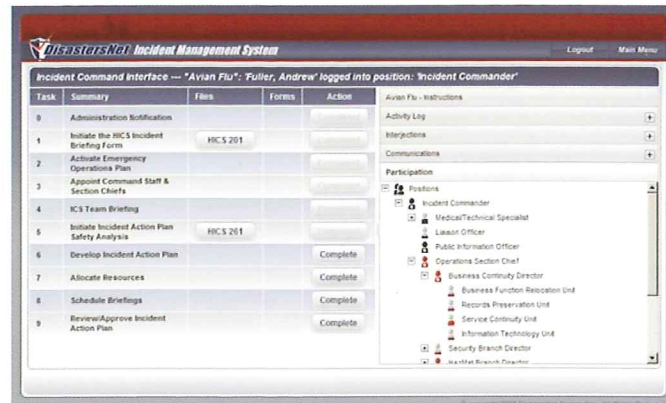 DisastersNet Incident Management System
Logout Main Menu
Incident Command Interface --- "Avian Flu": 'Fuller, Andrew' logged into position: 'Incident Commander'
Task Summary Files Forms Action
0 Administration Notification
1 Initiate the HICS Incident
Briefing Form
HICS 201
2 Activate Emergency
Operations Plan
3 Appoint Command Staff &
Section Chiefs
4 ICS Team Briefing
5 Initiate Incident Action Plan
Safety Analysis
HICS 261
6 Develop Incident Action Plan Complete
7 Allocate Resources Complete
8 Schedule Briefings Complete
9 Review/Approve Incident
Action Plan
Complete
Avian Flu - Instructions
Activity Log
Interjections
Communications
Participation
Positions
Incident Commander
Medical/Technical Specialist
Liaison Officer
Public Information Officer
Operations Section Chief
Business Continuity Director
Business Function Relocation Unit
Records Preservation Unit
Service Continuity Unit
Information Technology Unit
Security Branch Director
HazMat Branch Director